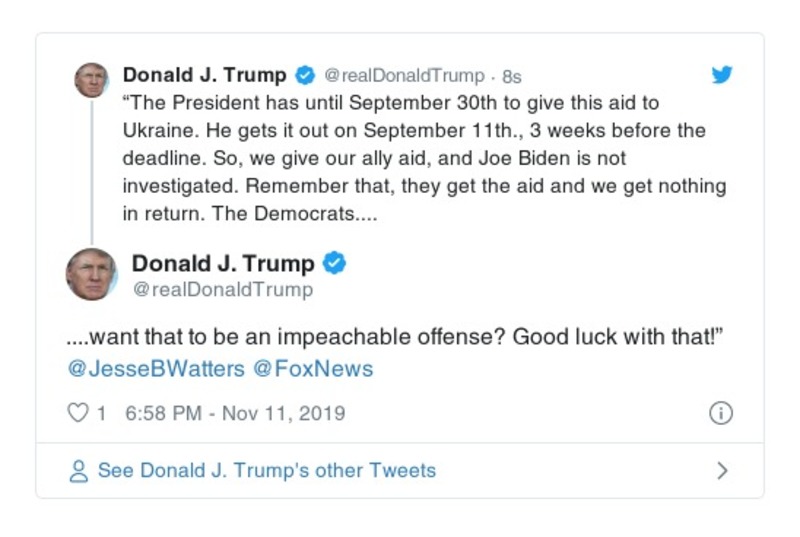 Donald J. Trump @realDonaldTrump · 8s
“The President has until September 30th to give this aid to
Ukraine. He gets it out on September 11th., 3 weeks before the
deadline. So, we give our ally aid, and Joe Biden is not
investigated. Remember that, they get the aid and we get nothing
in return. The Democrats....
Donald J. Trump
@realDonaldTrump
....want that to be an impeachable offense? Good luck with that!”
@JesseBWatters @FoxNews
1 6:58 PM - Nov 11, 2019
See Donald J. Trump's other Tweets